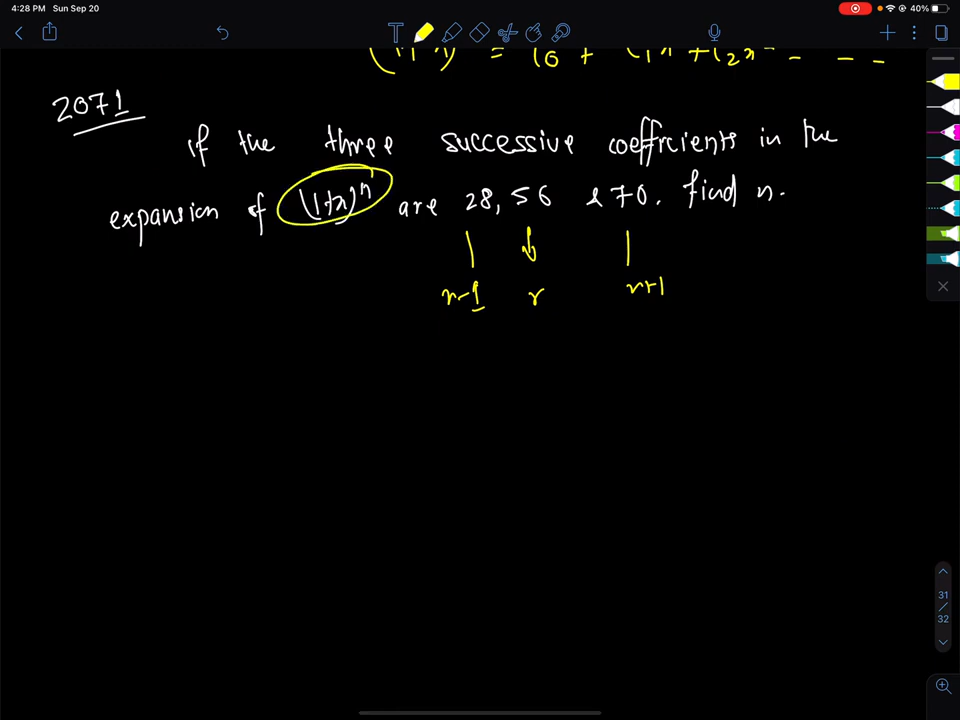 4:28 PM Sun Sep 20
40%
2071
if the three successive coefficients in the
expansion of (1+x)^n are 28, 56 & 70. find n.
r-1 r r+1
31
/
32